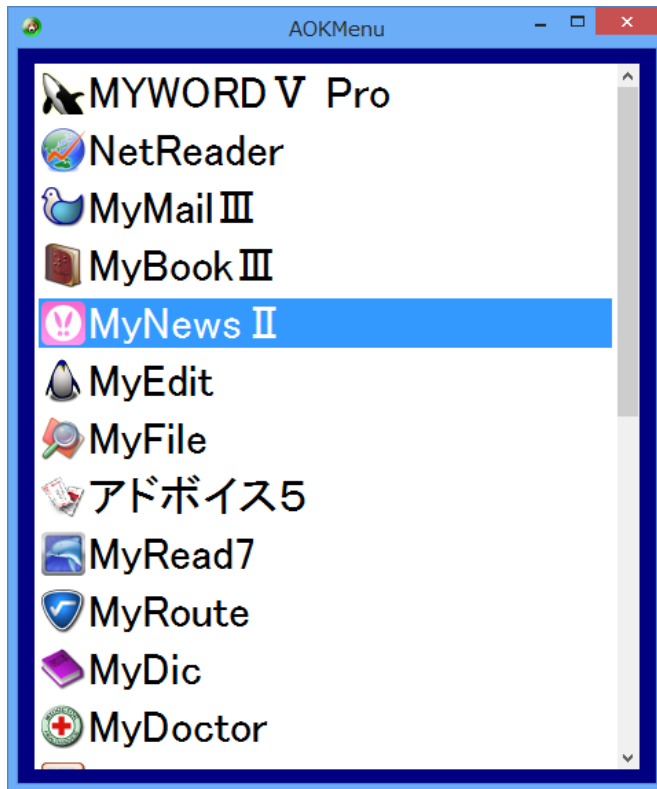 AOKMenu
MYWORDⅤ Pro
NetReader
MyMailⅢ
MyBookⅢ
MyNewsⅡ
MyEdit
MyFile
アドボイス5
MyRead7
MyRoute
MyDic
MyDoctor